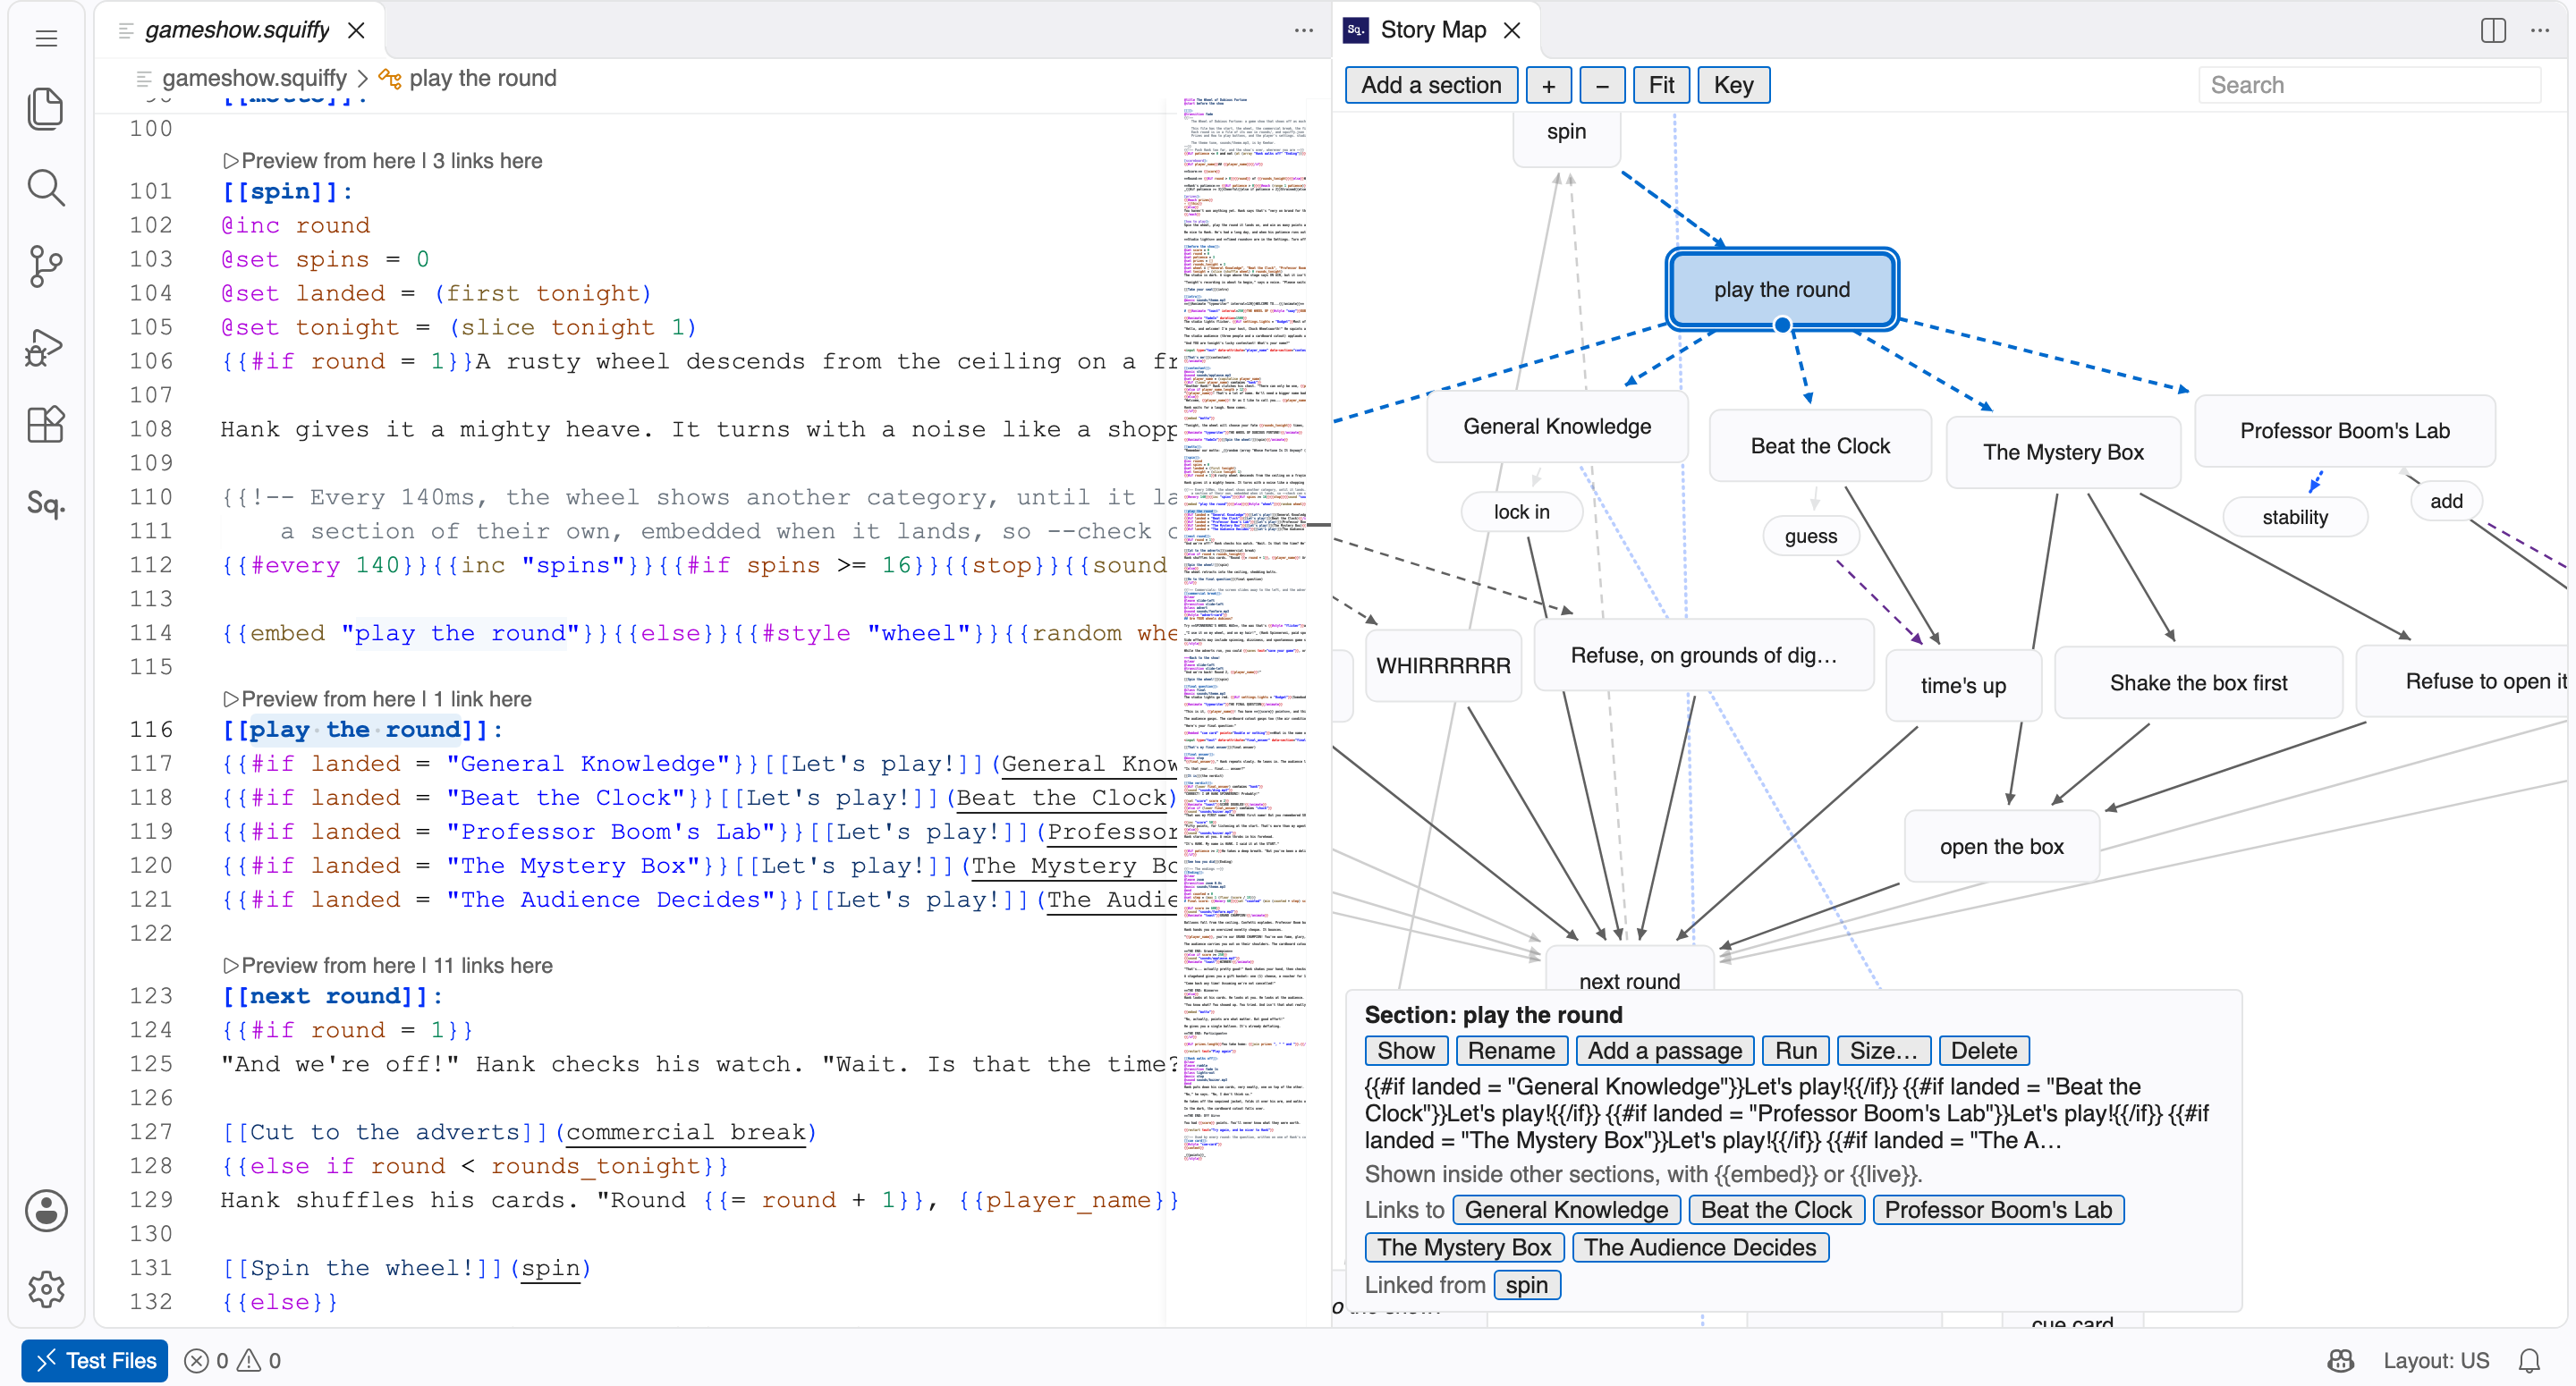 gameshow.squiffy
gameshow.squiffy > play the round
100
Preview from here | 3 links here
101 [[spin]]:
102 @inc round
103 @set spins = 0
104 @set landed = (first tonight)
105 @set tonight = (slice tonight 1)
106 {{#if round = 1}}A rusty wheel descends from the ceiling on a fr
107
108 Hank gives it a mighty heave. It turns with a noise like a shopp
109
110 {{!-- Every 140ms, the wheel shows another category, until it la
111 a section of their own, embedded when it lands, so --check c
112 {{#every 140}}{{inc "spins"}}{{#if spins >= 16}}{{stop}}{{sound
113
114 {{embed "play the round"}}{{else}}{{#style "wheel"}}{{random whe
115
Preview from here | 1 link here
116 [[play the round]]:
117 {{#if landed = "General Knowledge"}}[[Let's play!]](General Know
118 {{#if landed = "Beat the Clock"}}[[Let's play!]](Beat the Clock)
119 {{#if landed = "Professor Boom's Lab"}}[[Let's play!]](Professor
120 {{#if landed = "The Mystery Box"}}[[Let's play!]](The Mystery Bo
121 {{#if landed = "The Audience Decides"}}[[Let's play!]](The Audie
122
Preview from here | 11 links here
123 [[next round]]:
124 {{#if round = 1}}
125 "And we're off!" Hank checks his watch. "Wait. Is that the time?
126
127 [[Cut to the adverts]](commercial break)
128 {{else if round < rounds_tonight}}
129 Hank shuffles his cards. "Round {{= round + 1}}, {{player_name}}
130
131 [[Spin the wheel!]](spin)
132 {{else}}
Sq.
Sq. Story Map
Add a section + – Fit Key Search
spin
play the round
General Knowledge
Beat the Clock
The Mystery Box
Professor Boom's Lab
lock in
guess
stability
add
WHIRRRRRR
Refuse, on grounds of dig…
time's up
Shake the box first
Refuse to open it
open the box
next round
Section: play the round
Show Rename Add a passage Run Size… Delete
{{#if landed = "General Knowledge"}}Let's play!{{/if}} {{#if landed = "Beat the
Clock"}}Let's play!{{/if}} {{#if landed = "Professor Boom's Lab"}}Let's play!{{/if}} {{#if
landed = "The Mystery Box"}}Let's play!{{/if}} {{#if landed = "The A…
Shown inside other sections, with {{embed}} or {{live}}.
Links to General Knowledge Beat the Clock Professor Boom's Lab
The Mystery Box The Audience Decides
Linked from spin
cue card
Test Files 0 0
Layout: US